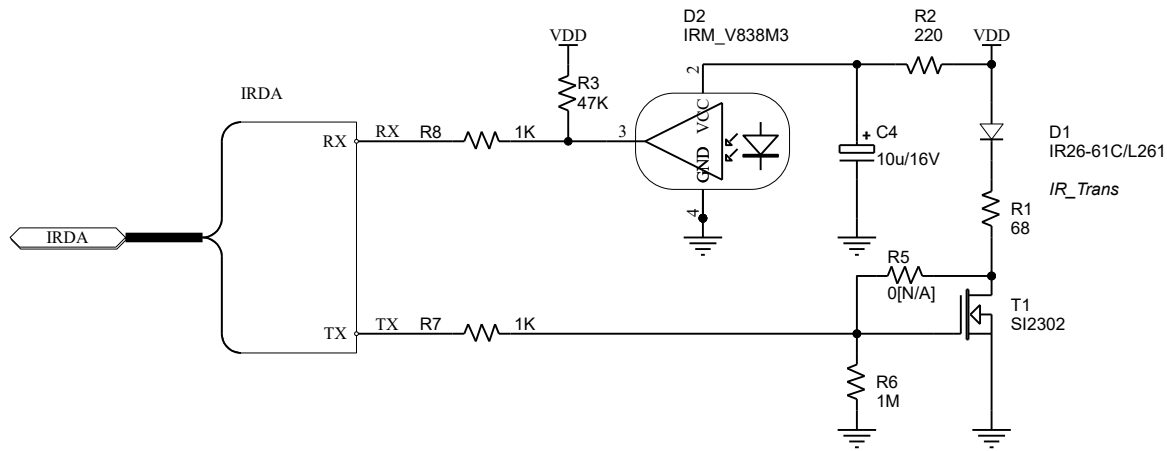 D2
IRM_V838M3
R2
220
VDD
VDD
2
R3
47K
IRDA
VCC
GND
RX
RX
R8
1K
3
+
C4
10u/16V
D1
IR26-61C/L261
IR_Trans
R1
68
4
IRDA
R5
0[N/A]
TX
TX
R7
1K
T1
SI2302
R6
1M